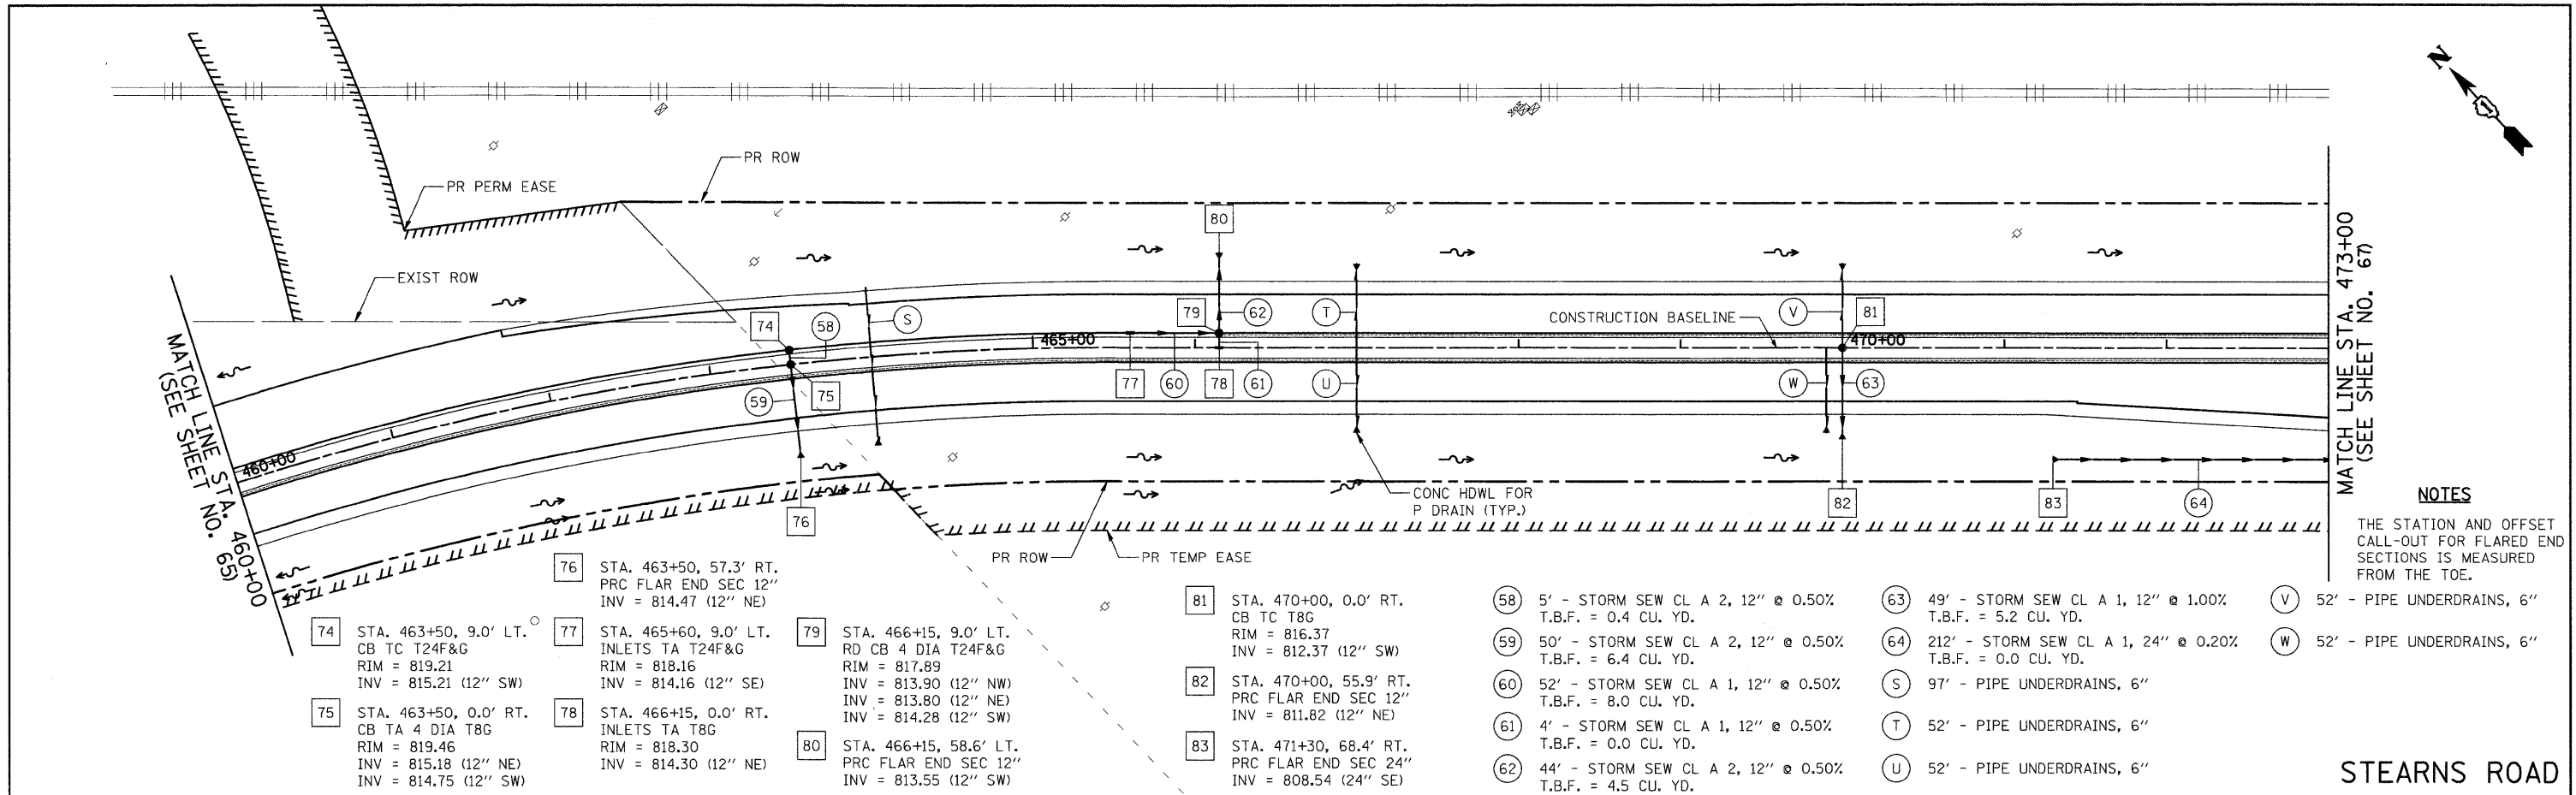 N
1
PR ROW
PR PERM EASE
EXIST ROW
80
79
62
T
V
81
CONSTRUCTION BASELINE
74
58
S
465+00
470+00
77
60
78
61
U
W
63
75
59
460+00
76
CONC HDWL FOR
P DRAIN (TYP.)
82
83
64
PR ROW
PR TEMP EASE
MATCH LINE STA. 460+00
(SEE SHEET NO. 65)
MATCH LINE STA. 473+00
(SEE SHEET NO. 67)
NOTES
THE STATION AND OFFSET
CALL-OUT FOR FLARED END
SECTIONS IS MEASURED
FROM THE TOE.
74 STA. 463+50, 9.0' LT.
CB TC T24F&G
RIM = 819.21
INV = 815.21 (12" SW)
75 STA. 463+50, 0.0' RT.
CB TA 4 DIA T8G
RIM = 819.46
INV = 815.18 (12" NE)
INV = 814.75 (12" SW)
76 STA. 463+50, 57.3' RT.
PRC FLAR END SEC 12"
INV = 814.47 (12" NE)
77 STA. 465+60, 9.0' LT.
INLETS TA T24F&G
RIM = 818.16
INV = 814.16 (12" SE)
78 STA. 466+15, 0.0' RT.
INLETS TA T8G
RIM = 818.30
INV = 814.30 (12" NE)
79 STA. 466+15, 9.0' LT.
RD CB 4 DIA T24F&G
RIM = 817.89
INV = 813.90 (12" NW)
INV = 813.80 (12" NE)
INV = 814.28 (12" SW)
80 STA. 466+15, 58.6' LT.
PRC FLAR END SEC 12"
INV = 813.55 (12" SW)
81 STA. 470+00, 0.0' RT.
CB TC T8G
RIM = 816.37
INV = 812.37 (12" SW)
82 STA. 470+00, 55.9' RT.
PRC FLAR END SEC 12"
INV = 811.82 (12" NE)
83 STA. 471+30, 68.4' RT.
PRC FLAR END SEC 24"
INV = 808.54 (24" SE)
58 5' - STORM SEW CL A 2, 12" @ 0.50%
T.B.F. = 0.4 CU. YD.
59 50' - STORM SEW CL A 2, 12" @ 0.50%
T.B.F. = 6.4 CU. YD.
60 52' - STORM SEW CL A 1, 12" @ 0.50%
T.B.F. = 8.0 CU. YD.
61 4' - STORM SEW CL A 1, 12" @ 0.50%
T.B.F. = 0.0 CU. YD.
62 44' - STORM SEW CL A 2, 12" @ 0.50%
T.B.F. = 4.5 CU. YD.
63 49' - STORM SEW CL A 1, 12" @ 1.00%
T.B.F. = 5.2 CU. YD.
64 212' - STORM SEW CL A 1, 24" @ 0.20%
T.B.F. = 0.0 CU. YD.
S 97' - PIPE UNDERDRAINS, 6"
T 52' - PIPE UNDERDRAINS, 6"
U 52' - PIPE UNDERDRAINS, 6"
V 52' - PIPE UNDERDRAINS, 6"
W 52' - PIPE UNDERDRAINS, 6"
STEARNS ROAD